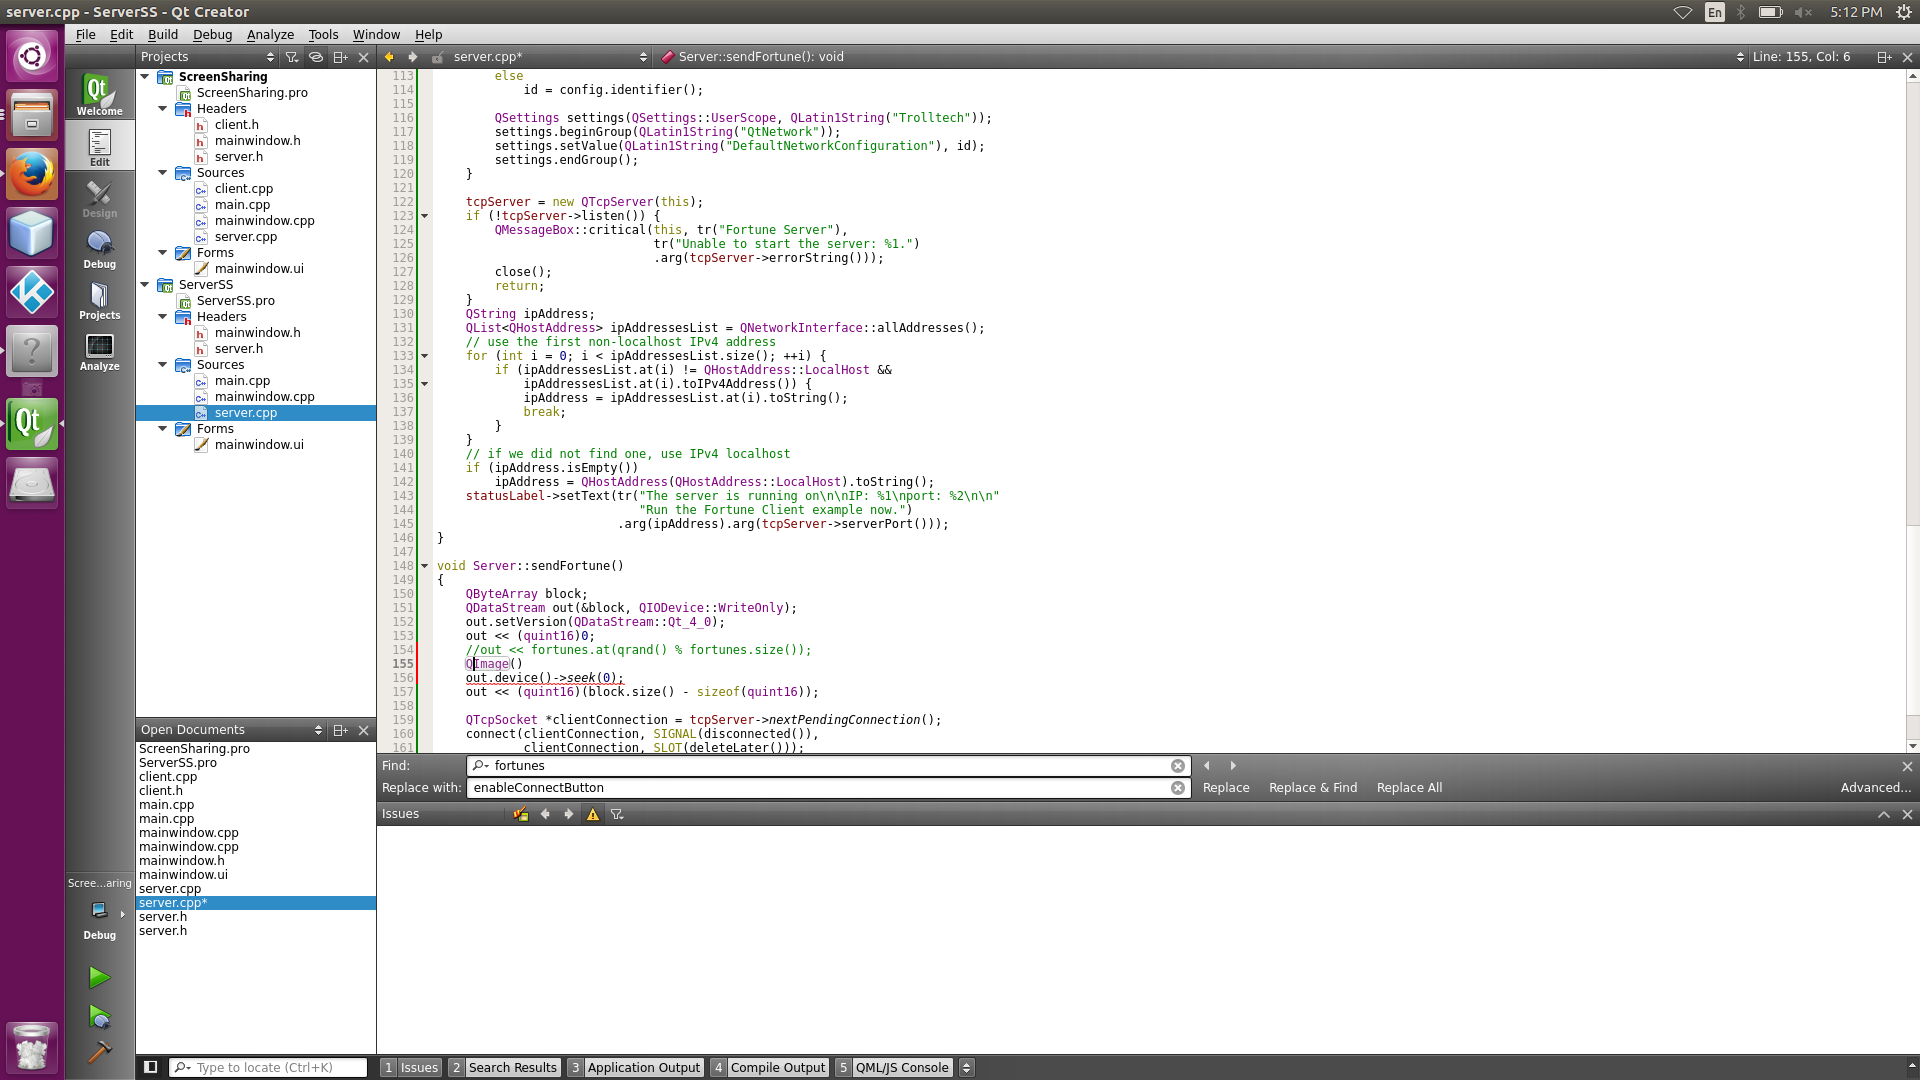 server.cpp - ServerSS - Qt Creator
En
5:12 PM
File Edit Build Debug Analyze Tools Window Help
Projects
server.cpp*
Server::sendFortune(): void
Line: 155, Col: 6
Welcome
Edit
Design
Debug
Projects
Analyze
Scree...aring
Debug
ScreenSharing
ScreenSharing.pro
Headers
client.h
mainwindow.h
server.h
Sources
client.cpp
main.cpp
mainwindow.cpp
server.cpp
Forms
mainwindow.ui
ServerSS
ServerSS.pro
Headers
mainwindow.h
server.h
Sources
main.cpp
mainwindow.cpp
server.cpp
Forms
mainwindow.ui
Open Documents
ScreenSharing.pro
ServerSS.pro
client.cpp
client.h
main.cpp
main.cpp
mainwindow.cpp
mainwindow.cpp
mainwindow.h
mainwindow.ui
server.cpp
server.cpp*
server.h
server.h
113 else
114 id = config.identifier();
115
116 QSettings settings(QSettings::UserScope, QLatin1String("Trolltech"));
117 settings.beginGroup(QLatin1String("QtNetwork"));
118 settings.setValue(QLatin1String("DefaultNetworkConfiguration"), id);
119 settings.endGroup();
120 }
121
122 tcpServer = new QTcpServer(this);
123 if (!tcpServer->listen()) {
124 QMessageBox::critical(this, tr("Fortune Server"),
125 tr("Unable to start the server: %1.")
126 .arg(tcpServer->errorString()));
127 close();
128 return;
129 }
130 QString ipAddress;
131 QList<QHostAddress> ipAddressesList = QNetworkInterface::allAddresses();
132 // use the first non-localhost IPv4 address
133 for (int i = 0; i < ipAddressesList.size(); ++i) {
134 if (ipAddressesList.at(i) != QHostAddress::LocalHost &&
135 ipAddressesList.at(i).toIPv4Address()) {
136 ipAddress = ipAddressesList.at(i).toString();
137 break;
138 }
139 }
140 // if we did not find one, use IPv4 localhost
141 if (ipAddress.isEmpty())
142 ipAddress = QHostAddress(QHostAddress::LocalHost).toString();
143 statusLabel->setText(tr("The server is running on\n\nIP: %1\nport: %2\n\n"
144 "Run the Fortune Client example now.")
145 .arg(ipAddress).arg(tcpServer->serverPort()));
146 }
147
148 void Server::sendFortune()
149 {
150 QByteArray block;
151 QDataStream out(&block, QIODevice::WriteOnly);
152 out.setVersion(QDataStream::Qt_4_0);
153 out << (quint16)0;
154 //out << fortunes.at(qrand() % fortunes.size());
155 QImage()
156 out.device()->seek(0);
157 out << (quint16)(block.size() - sizeof(quint16));
158
159 QTcpSocket *clientConnection = tcpServer->nextPendingConnection();
160 connect(clientConnection, SIGNAL(disconnected()),
161 clientConnection, SLOT(deleteLater()));
Find: fortunes
Replace with: enableConnectButton
Replace Replace & Find Replace All Advanced...
Issues
Type to locate (Ctrl+K)
1 Issues 2 Search Results 3 Application Output 4 Compile Output 5 QML/JS Console